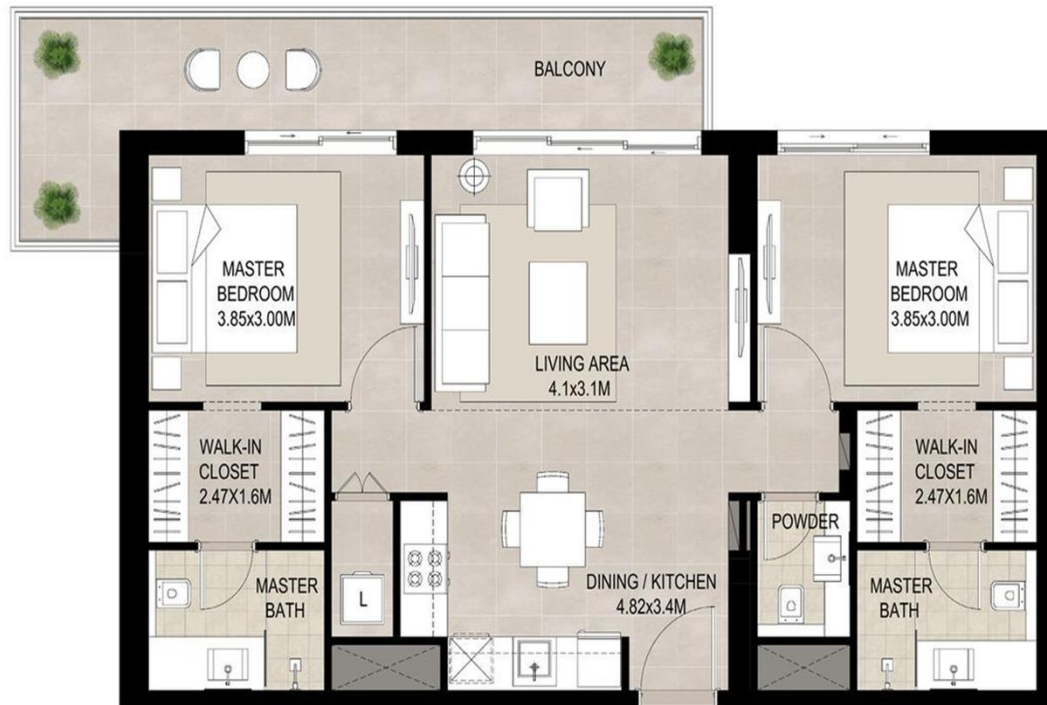 BALCONY
MASTER
BEDROOM
3.85x3.00M
LIVING AREA
4.1x3.1M
MASTER
BEDROOM
3.85x3.00M
WALK-IN
CLOSET
2.47X1.6M
WALK-IN
CLOSET
2.47X1.6M
POWDER
MASTER
BATH
L
DINING / KITCHEN
4.82x3.4M
MASTER
BATH